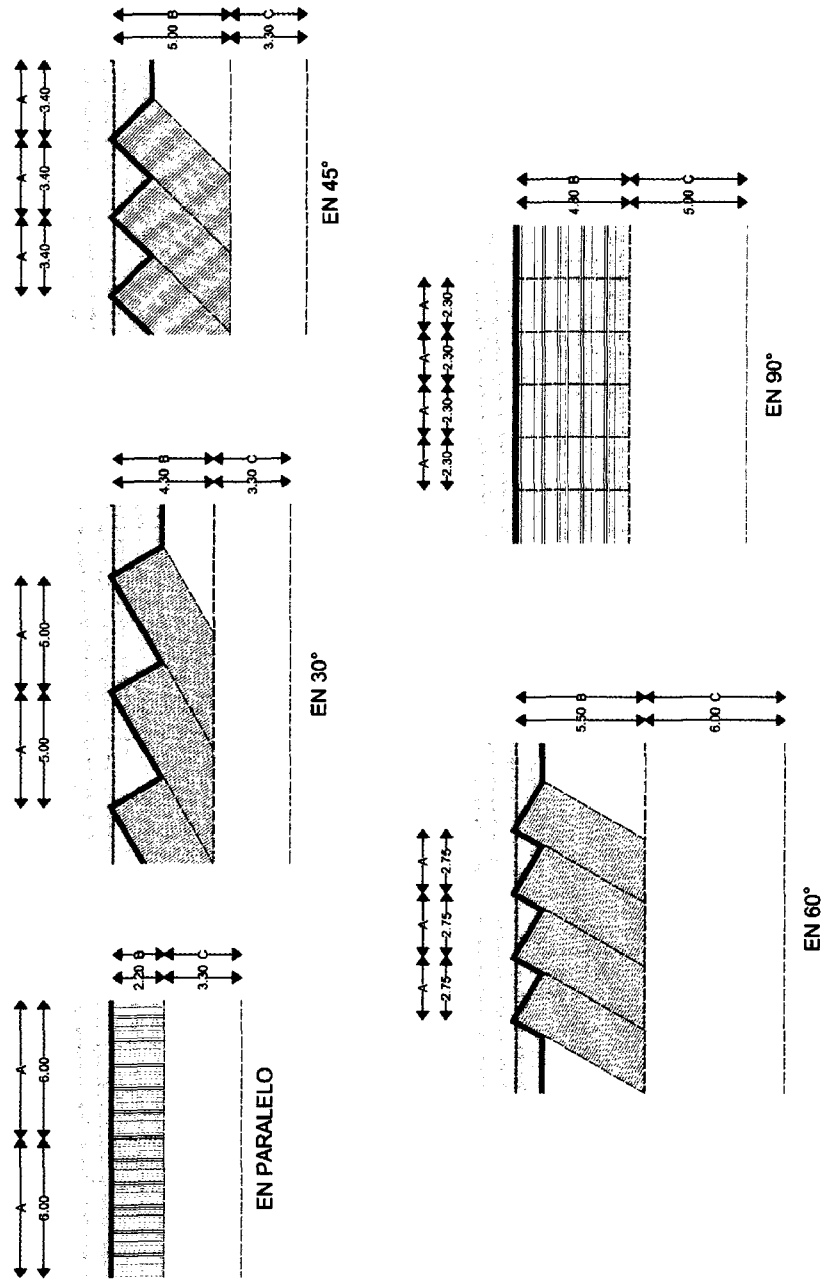 A A A
3.40 3.40 3.40
B
5.00
C
3.30
EN 45°
A A
5.00 5.00
B
4.30
C
3.30
EN 30°
A A
6.00 6.00
B
2.20
C
3.30
EN PARALELO
A A A A
2.30 2.30 2.30 2.30
B
4.80
C
5.00
EN 90°
A A A
2.75 2.75 2.75
B
5.50
C
6.00
EN 60°